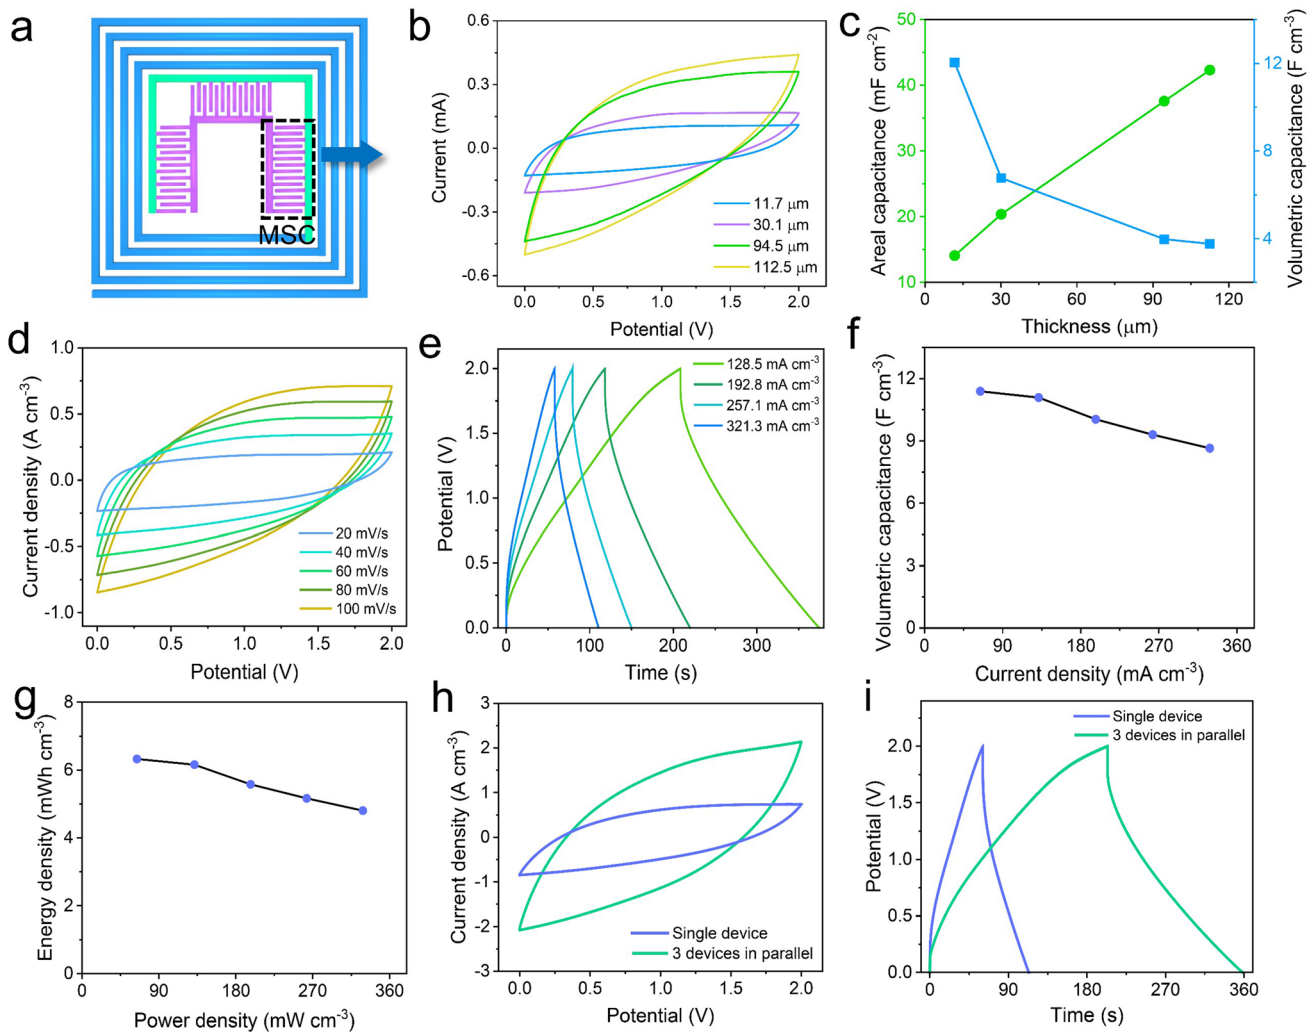 a
MSC
b
Current (mA)
0.6
0.3
0.0
-0.3
-0.6
11.7 μm
30.1 μm
94.5 μm
112.5 μm
0.0 0.5 1.0 1.5 2.0
Potential (V)
c
Areal capacitance (mF cm-2)
50
40
30
20
10
Volumetric capacitance (F cm-3)
12
8
4
0 30 60 90 120
Thickness (μm)
d
Current density (A cm-3)
1.0
0.5
0.0
-0.5
-1.0
20 mV/s
40 mV/s
60 mV/s
80 mV/s
100 mV/s
0.0 0.5 1.0 1.5 2.0
Potential (V)
e
Potential (V)
2.0
1.5
1.0
0.5
0.0
128.5 mA cm-3
192.8 mA cm-3
257.1 mA cm-3
321.3 mA cm-3
0 100 200 300
Time (s)
f
Volumetric capacitance (F cm-3)
12
9
6
3
0
0 90 180 270 360
Current density (mA cm-3)
g
Energy density (mWh cm-3)
8
6
4
2
0
0 90 180 270 360
Power density (mW cm-3)
h
Current density (A cm-3)
3
2
1
0
-1
-2
-3
Single device
3 devices in parallel
0.0 0.5 1.0 1.5 2.0
Potential (V)
i
Potential (V)
2.0
1.5
1.0
0.5
0.0
Single device
3 devices in parallel
0 60 120 180 240 300 360
Time (s)